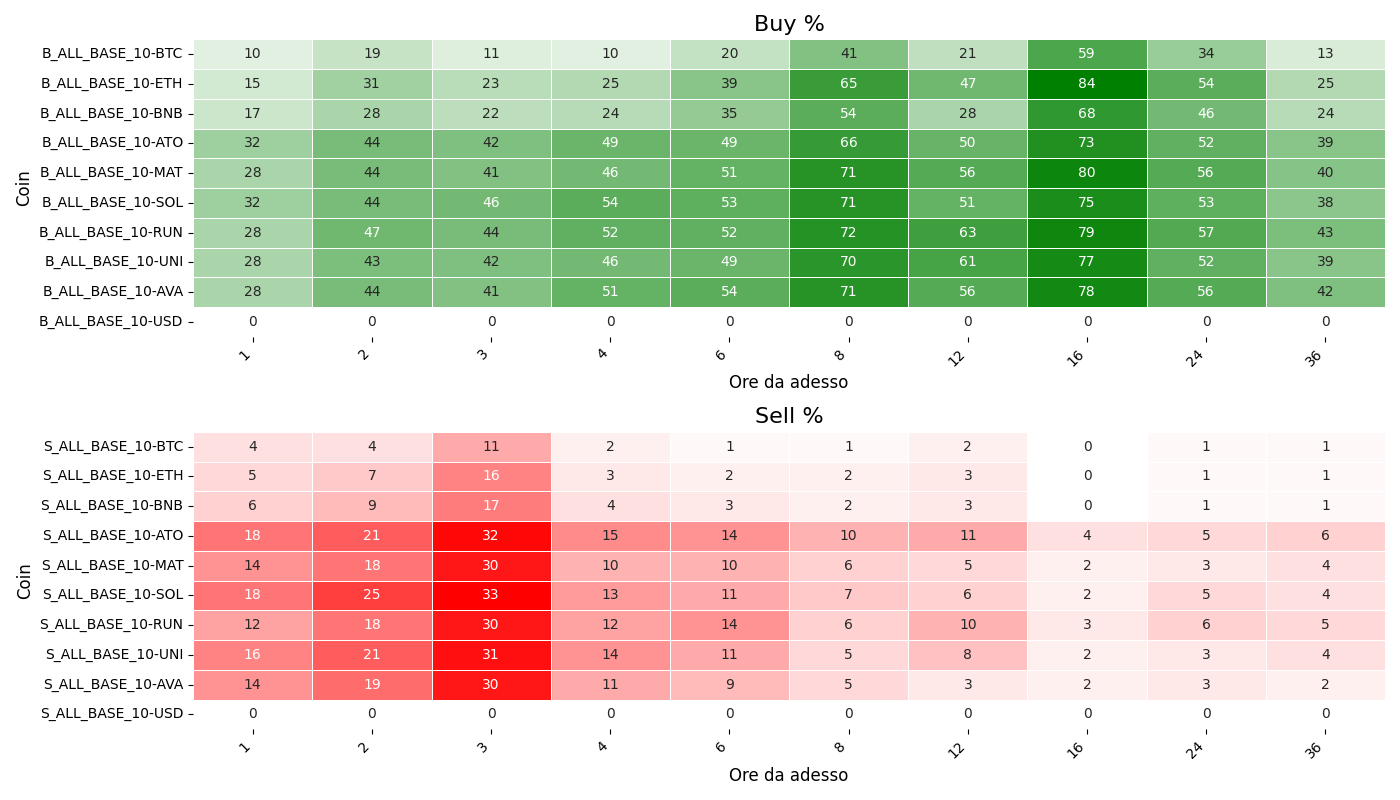 Buy %
Coin
B_ALL_BASE_10-BTC 10 19 11 10 20 41 21 59 34 13
B_ALL_BASE_10-ETH 15 31 23 25 39 65 47 84 54 25
B_ALL_BASE_10-BNB 17 28 22 24 35 54 28 68 46 24
B_ALL_BASE_10-ATO 32 44 42 49 49 66 50 73 52 39
B_ALL_BASE_10-MAT 28 44 41 46 51 71 56 80 56 40
B_ALL_BASE_10-SOL 32 44 46 54 53 71 51 75 53 38
B_ALL_BASE_10-RUN 28 47 44 52 52 72 63 79 57 43
B_ALL_BASE_10-UNI 28 43 42 46 49 70 61 77 52 39
B_ALL_BASE_10-AVA 28 44 41 51 54 71 56 78 56 42
B_ALL_BASE_10-USD 0 0 0 0 0 0 0 0 0 0
1 2 3 4 6 8 12 16 24 36
Ore da adesso
Sell %
Coin
S_ALL_BASE_10-BTC 4 4 11 2 1 1 2 0 1 1
S_ALL_BASE_10-ETH 5 7 16 3 2 2 3 0 1 1
S_ALL_BASE_10-BNB 6 9 17 4 3 2 3 0 1 1
S_ALL_BASE_10-ATO 18 21 32 15 14 10 11 4 5 6
S_ALL_BASE_10-MAT 14 18 30 10 10 6 5 2 3 4
S_ALL_BASE_10-SOL 18 25 33 13 11 7 6 2 5 4
S_ALL_BASE_10-RUN 12 18 30 12 14 6 10 3 6 5
S_ALL_BASE_10-UNI 16 21 31 14 11 5 8 2 3 4
S_ALL_BASE_10-AVA 14 19 30 11 9 5 3 2 3 2
S_ALL_BASE_10-USD 0 0 0 0 0 0 0 0 0 0
1 2 3 4 6 8 12 16 24 36
Ore da adesso